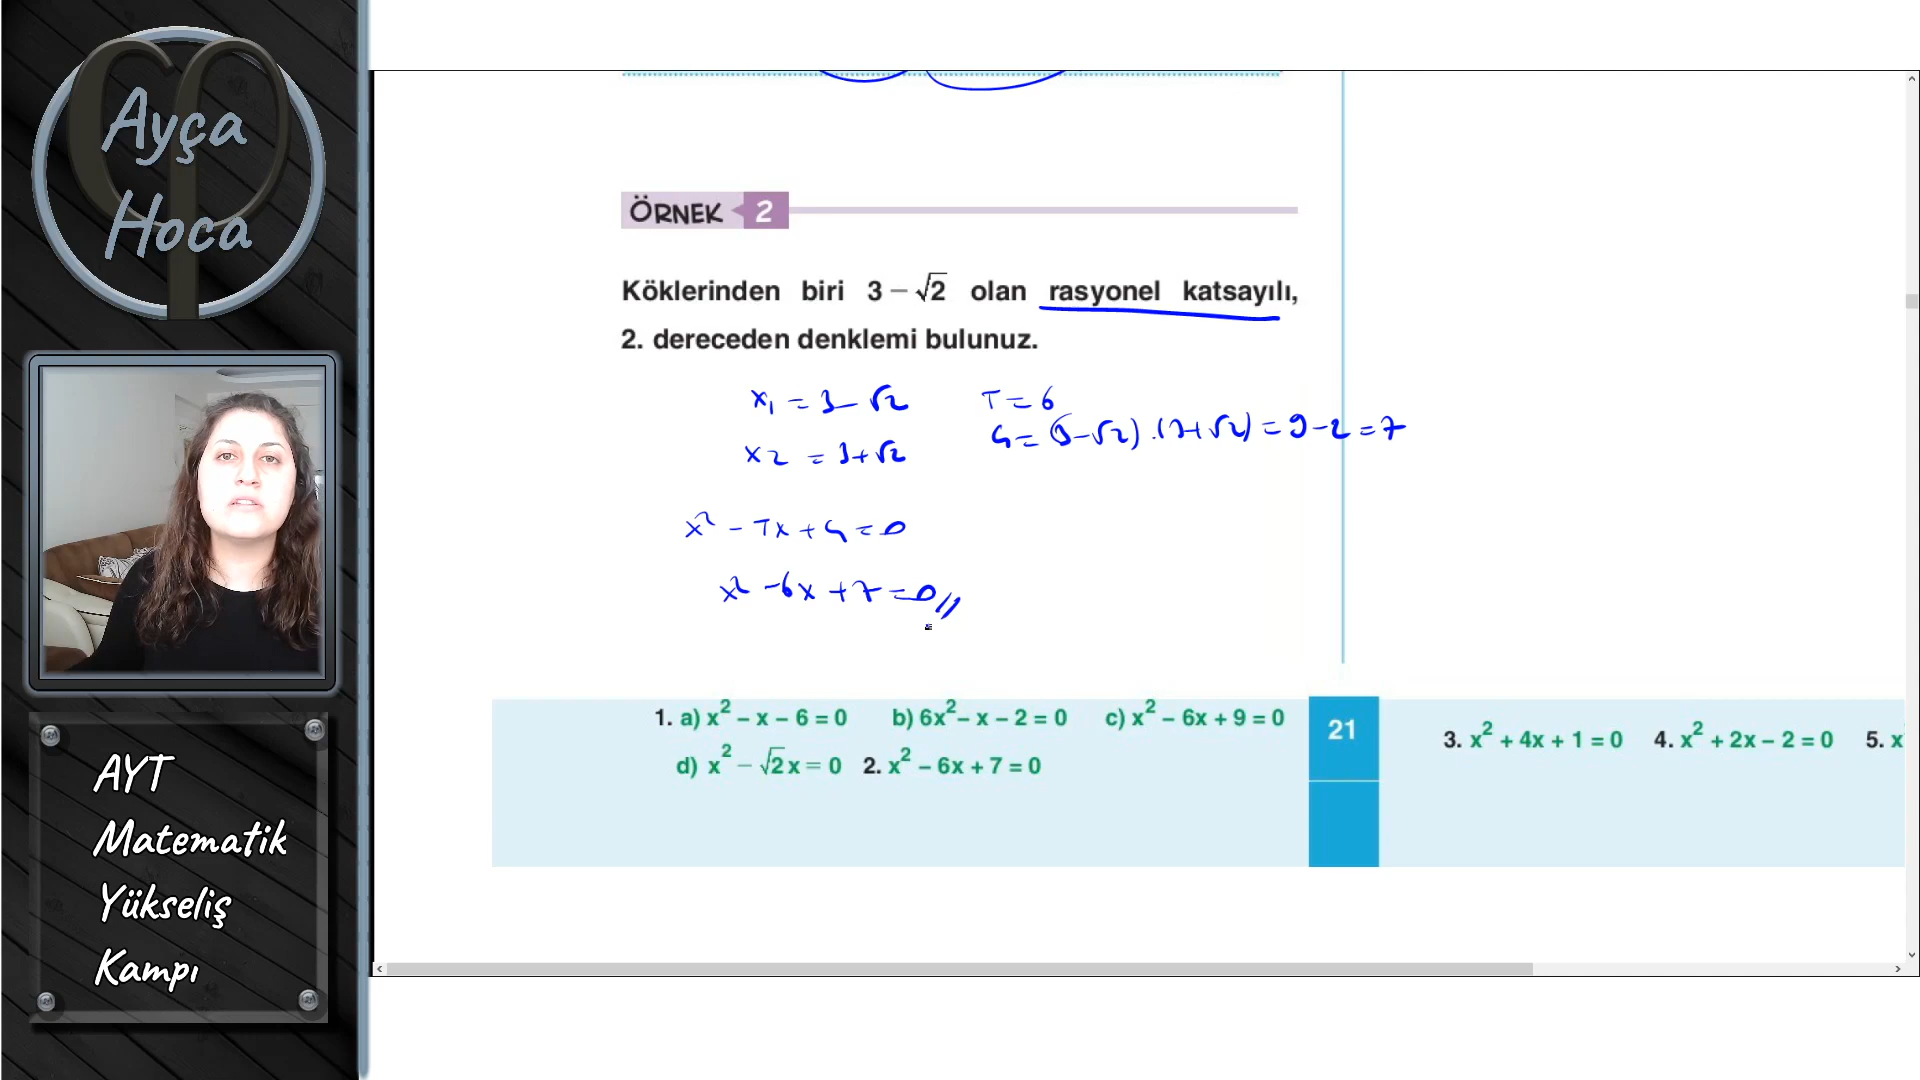 Ayça
Hoca
ÖRNEK 2
Köklerinden biri 3 − √2 olan rasyonel katsayılı,
2. dereceden denklemi bulunuz.
x₁ = 3 − √2
T = 6
x₂ = 3 + √2
Ç = (3 − √2) . (3 + √2) = 9 − 2 = 7
x² − Tx + Ç = 0
x² − 6x + 7 = 0 //
1. a) x² − x − 6 = 0 b) 6x² − x − 2 = 0 c) x² − 6x + 9 = 0
d) x² − √2x = 0 2. x² − 6x + 7 = 0
21
3. x² + 4x + 1 = 0 4. x² + 2x − 2 = 0 5. x
AYT
Matematik
Yükseliş
Kampı